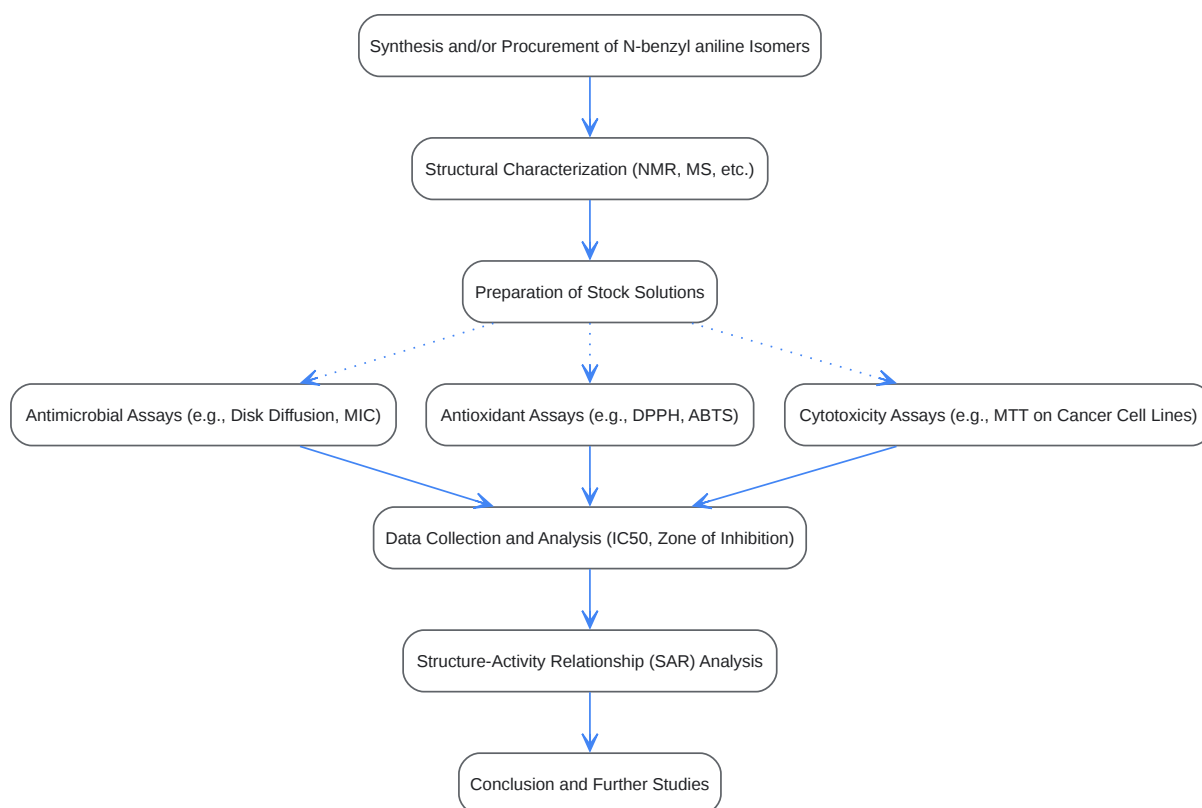 Synthesis and/or Procurement of N-benzyl aniline Isomers
Structural Characterization (NMR, MS, etc.)
Preparation of Stock Solutions
Antimicrobial Assays (e.g., Disk Diffusion, MIC)
Antioxidant Assays (e.g., DPPH, ABTS)
Cytotoxicity Assays (e.g., MTT on Cancer Cell Lines)
Data Collection and Analysis (IC50, Zone of Inhibition)
Structure-Activity Relationship (SAR) Analysis
Conclusion and Further Studies